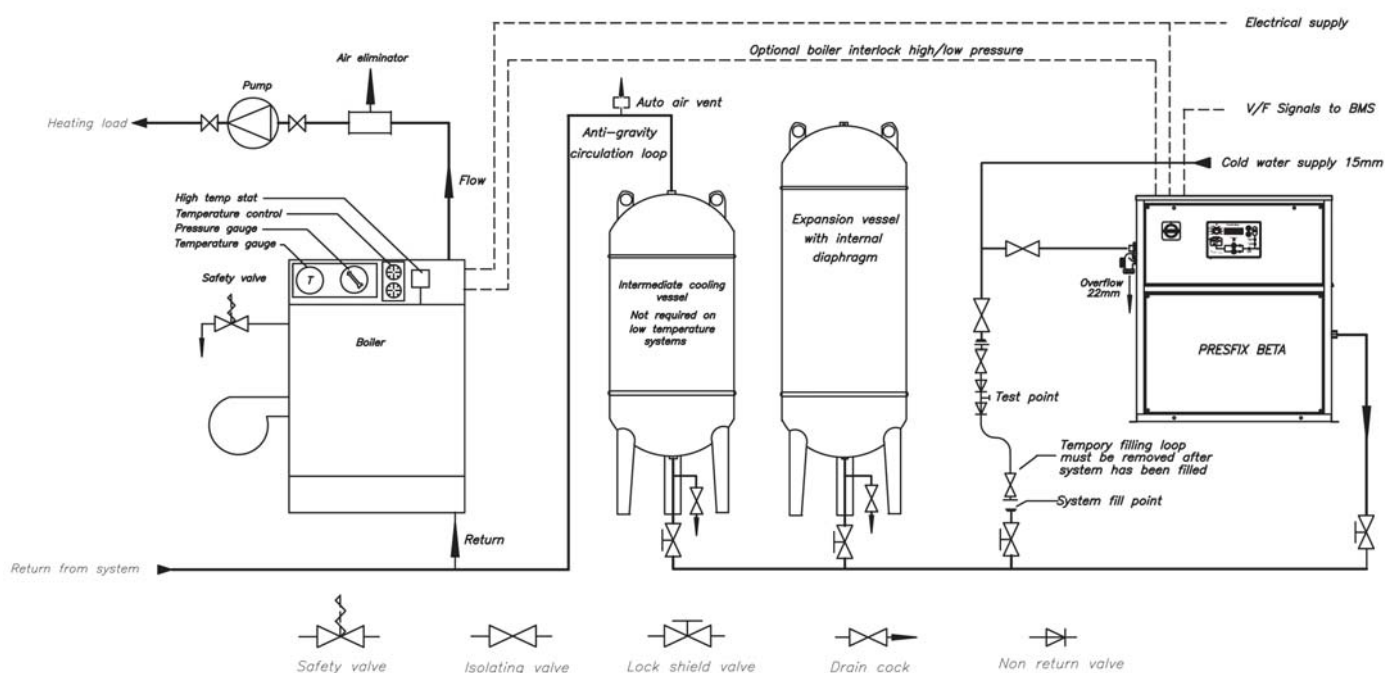 Electrical supply
Optional boiler interlock high/low pressure
Air eliminator
Pump
Auto air vent
V/F Signals to BMS
Heating load
Anti-gravity
circulation loop
Cold water supply 15mm
Flow
High temp stat
Temperature control
Pressure gauge
Temperature gauge
Expansion vessel
with internal
diaphragm
Safety valve
T
Overflow
22mm
Intermediate cooling
vessel
Not required on
low temperature
systems
Boiler
PRESFIX BETA
Test point
Tempory filling loop
must be removed after
system has been filled
System fill point
Return
Return from system
Safety valve
Isolating valve
Lock shield valve
Drain cock
Non return valve